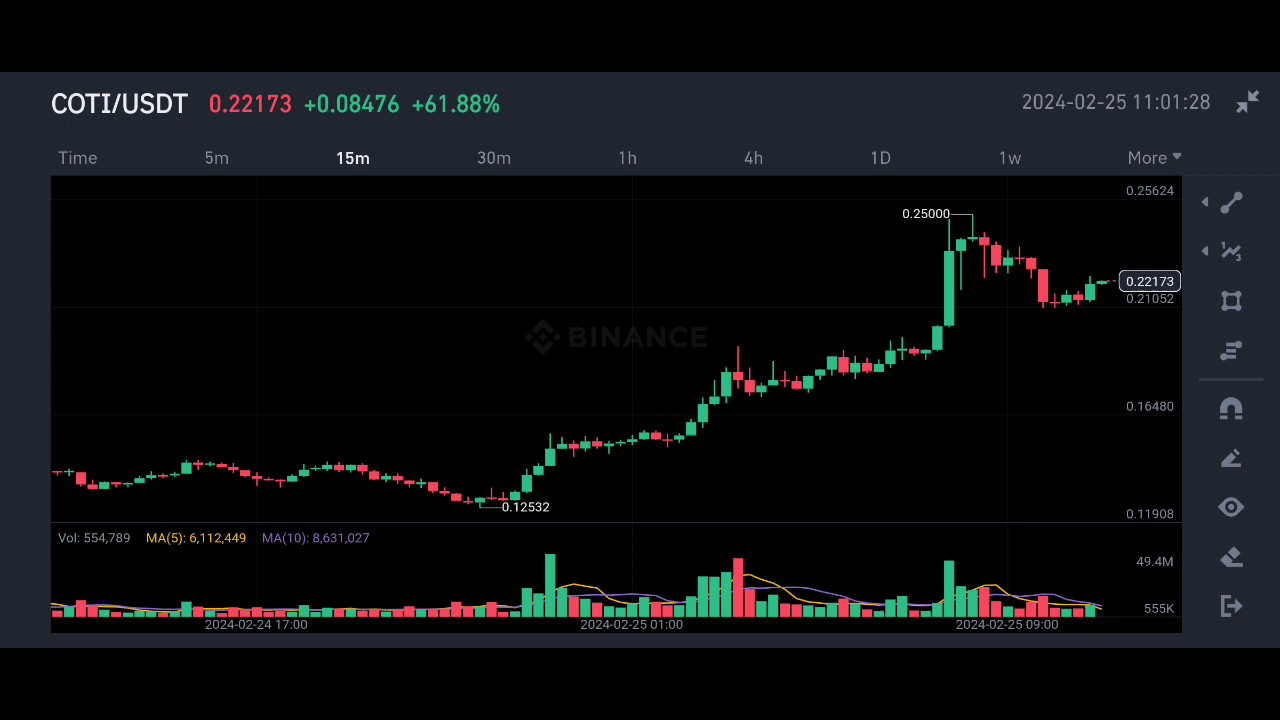 COTI/USDT 0.22173 +0.08476 +61.88% 2024-02-25 11:01:28
Time 5m 15m 30m 1h 4h 1D 1w More
0.25624
0.25000
0.22173
0.21052
BINANCE
0.16480
0.12532
0.11908
Vol: 554,789 MA(5): 6,112,449 MA(10): 8,631,027
49.4M
555K
2024-02-24 17:00 2024-02-25 01:00 2024-02-25 09:00